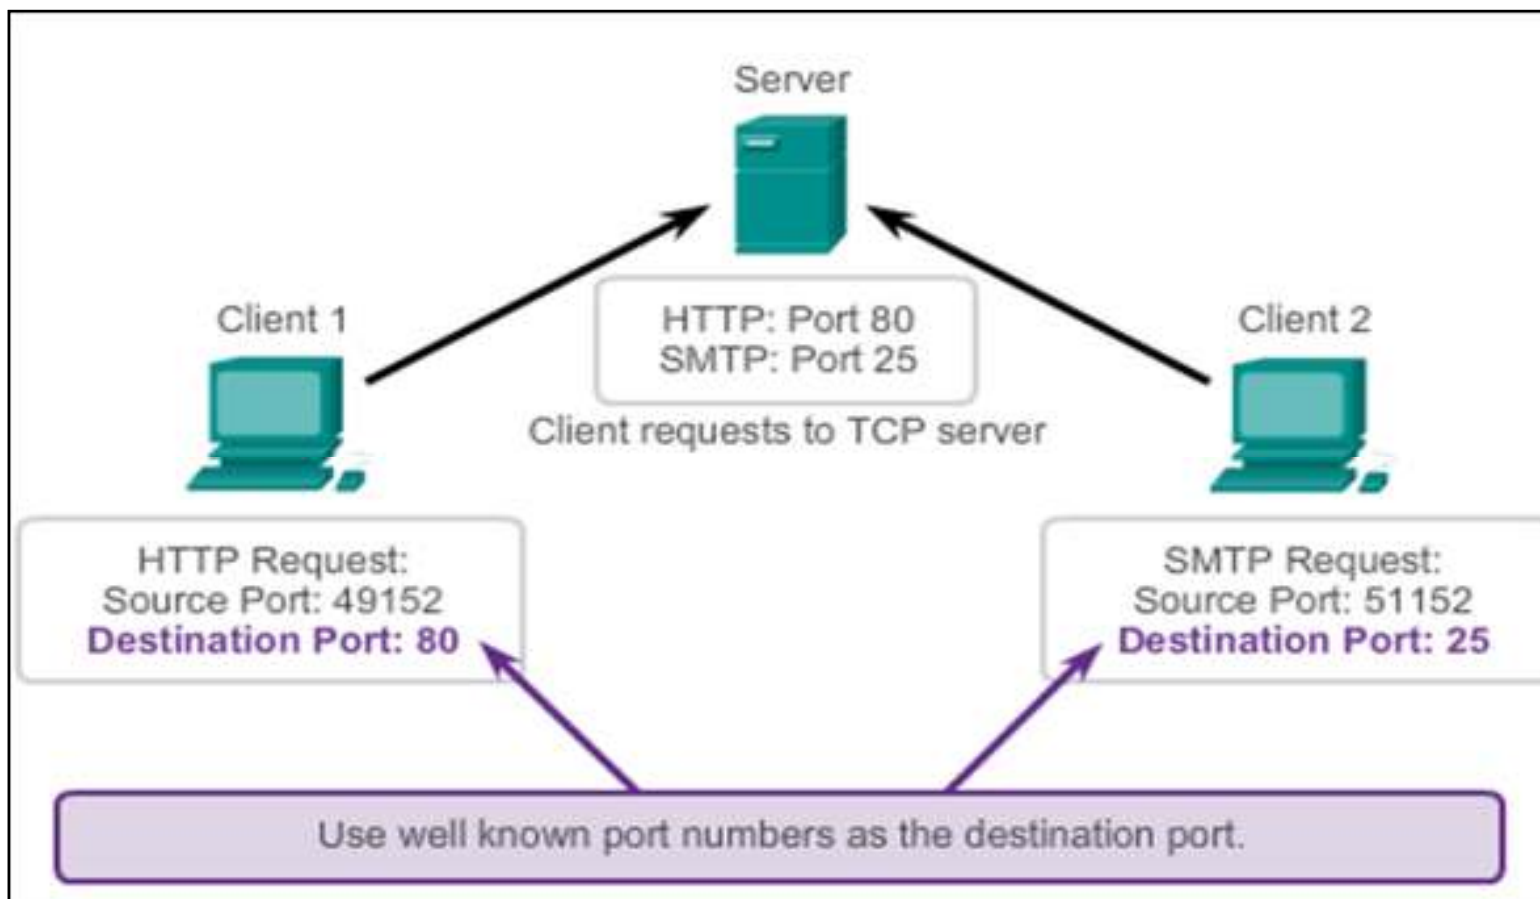 Server
Client 1
HTTP: Port 80
SMTP: Port 25
Client 2
Client requests to TCP server
HTTP Request:
Source Port: 49152
Destination Port: 80
SMTP Request:
Source Port: 51152
Destination Port: 25
Use well known port numbers as the destination port.